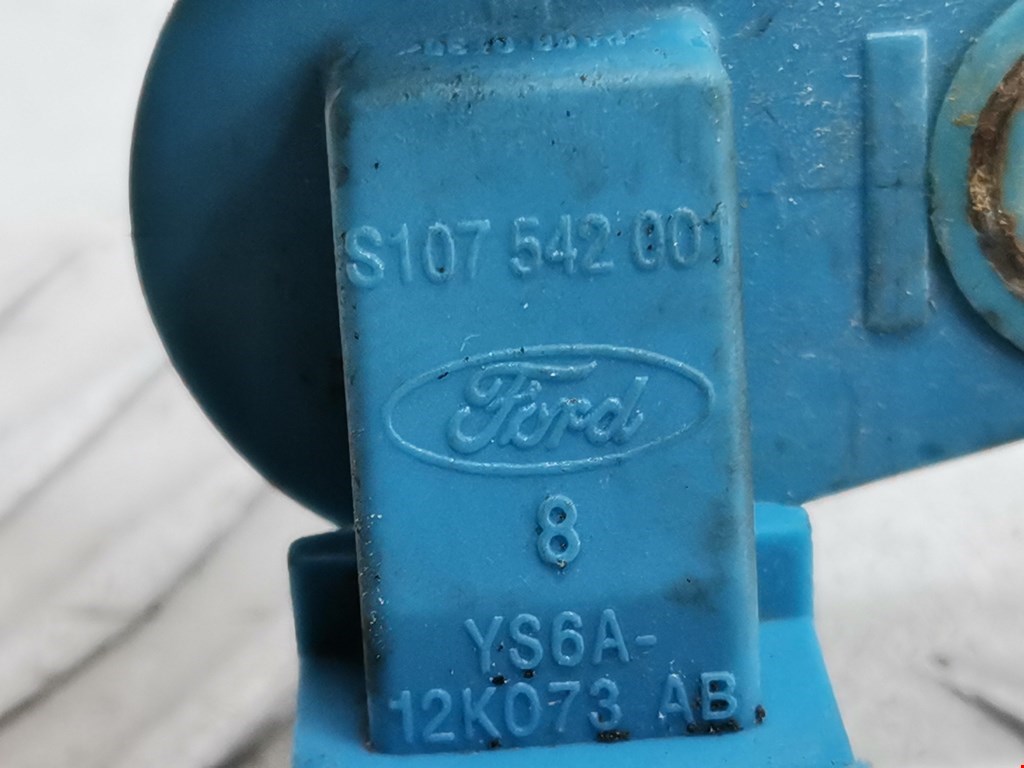 S107 542 001
Ford
8
YS6A-
12K073 AB